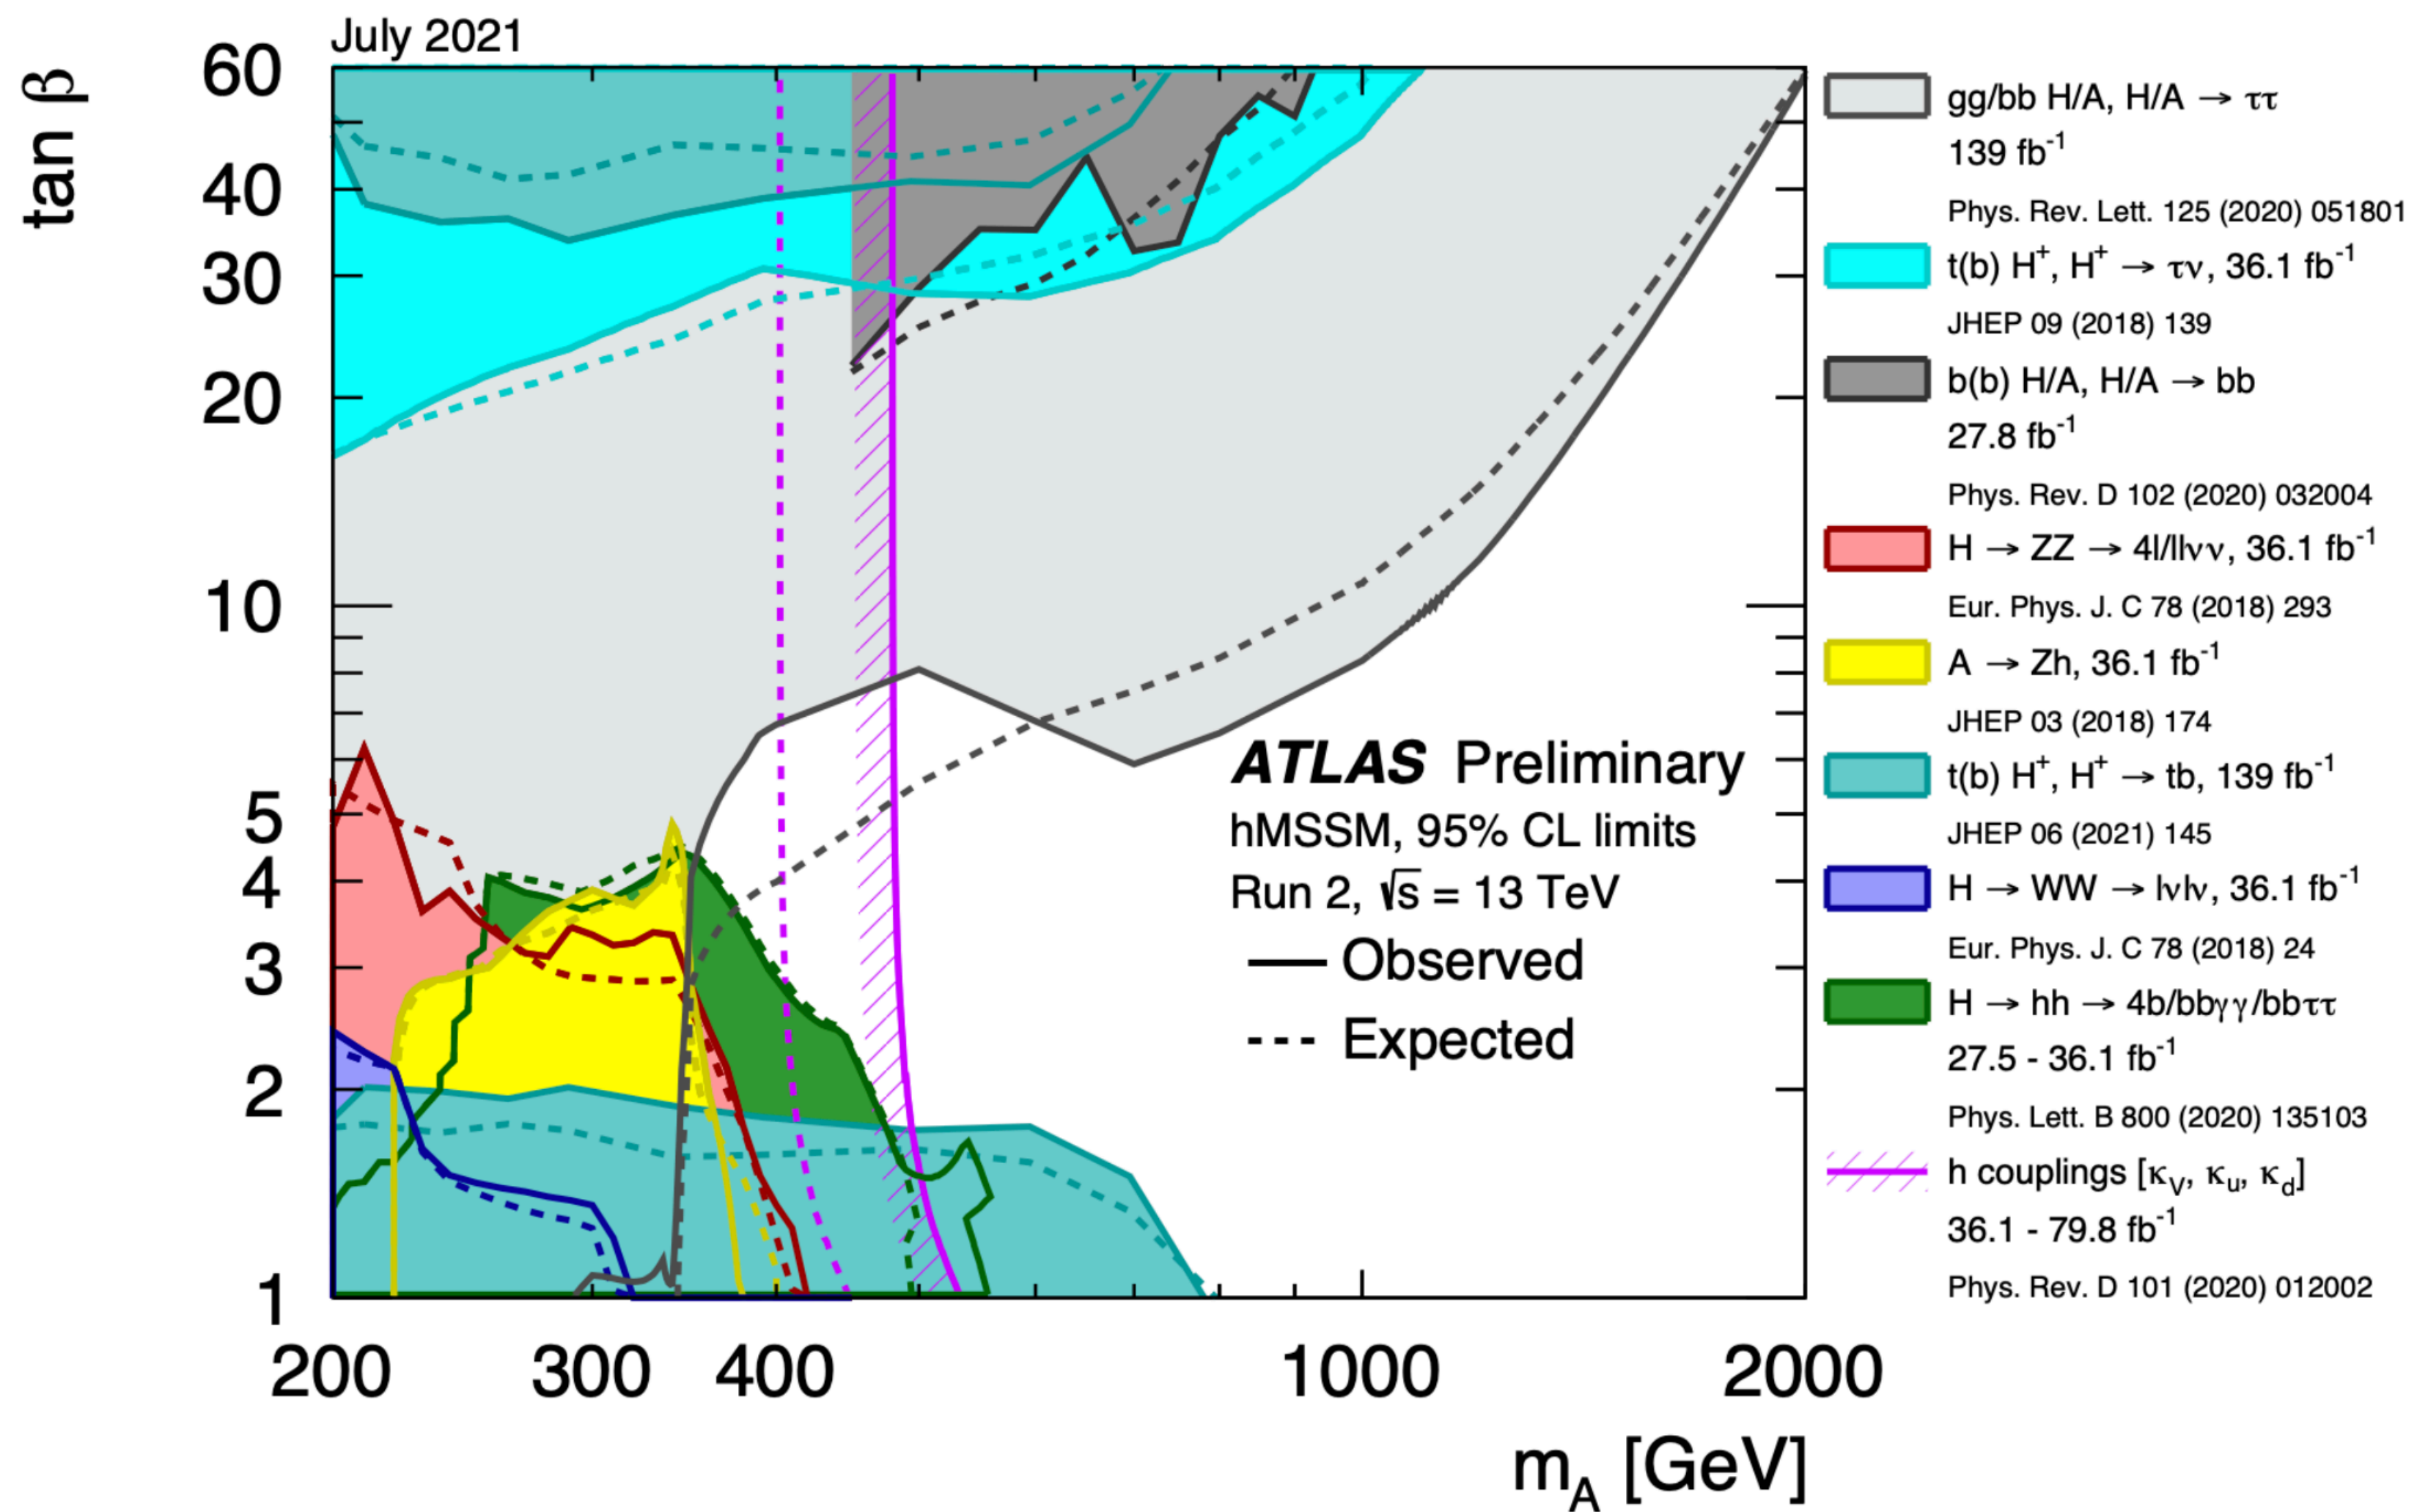 July 2021
tan β
60
40
30
20
10
5
4
3
2
1
200
300
400
1000
2000
m_A [GeV]
ATLAS Preliminary
hMSSM, 95% CL limits
Run 2, √s = 13 TeV
Observed
Expected
gg/bb H/A, H/A → ττ
139 fb⁻¹
Phys. Rev. Lett. 125 (2020) 051801
t(b) H⁺, H⁺ → τν, 36.1 fb⁻¹
JHEP 09 (2018) 139
b(b) H/A, H/A → bb
27.8 fb⁻¹
Phys. Rev. D 102 (2020) 032004
H → ZZ → 4l/llνν, 36.1 fb⁻¹
Eur. Phys. J. C 78 (2018) 293
A → Zh, 36.1 fb⁻¹
JHEP 03 (2018) 174
t(b) H⁺, H⁺ → tb, 139 fb⁻¹
JHEP 06 (2021) 145
H → WW → lνlν, 36.1 fb⁻¹
Eur. Phys. J. C 78 (2018) 24
H → hh → 4b/bbγγ/bbττ
27.5 - 36.1 fb⁻¹
Phys. Lett. B 800 (2020) 135103
h couplings [κ_V, κ_u, κ_d]
36.1 - 79.8 fb⁻¹
Phys. Rev. D 101 (2020) 012002